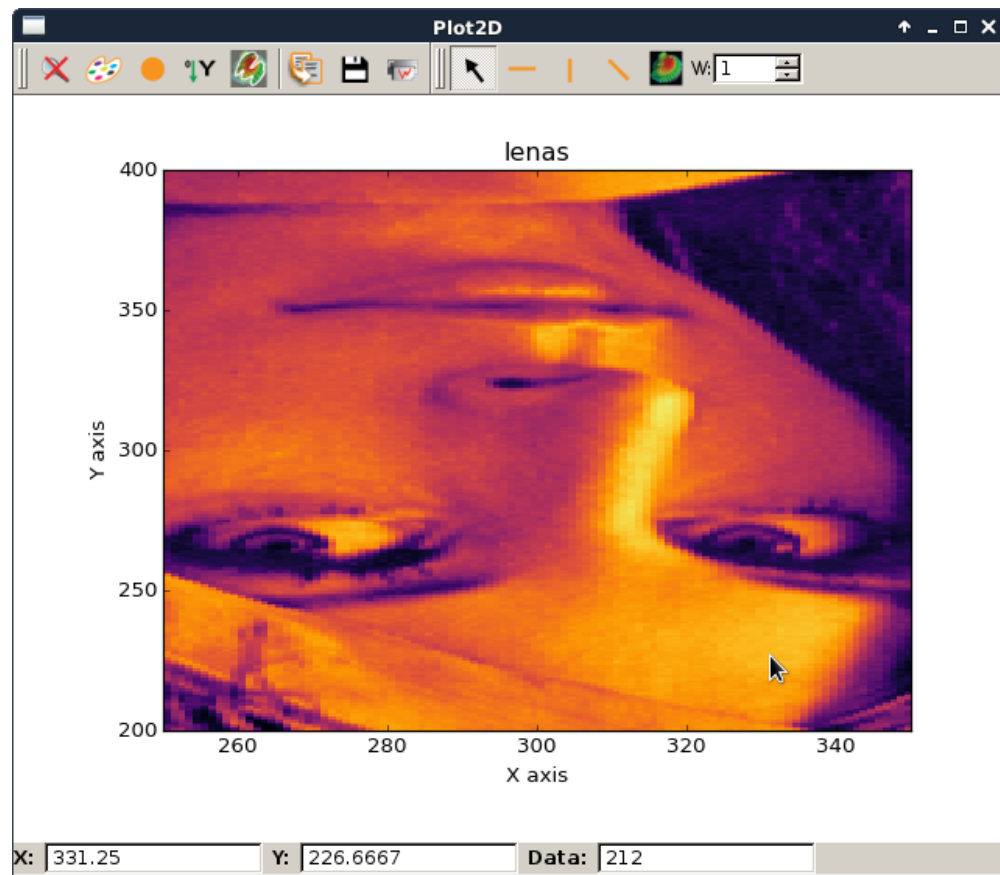 Plot2D
Y W: 1
lenas
400
350
300
250
200
Y axis
260 280 300 320 340
X axis
X: 331.25 Y: 226.6667 Data: 212